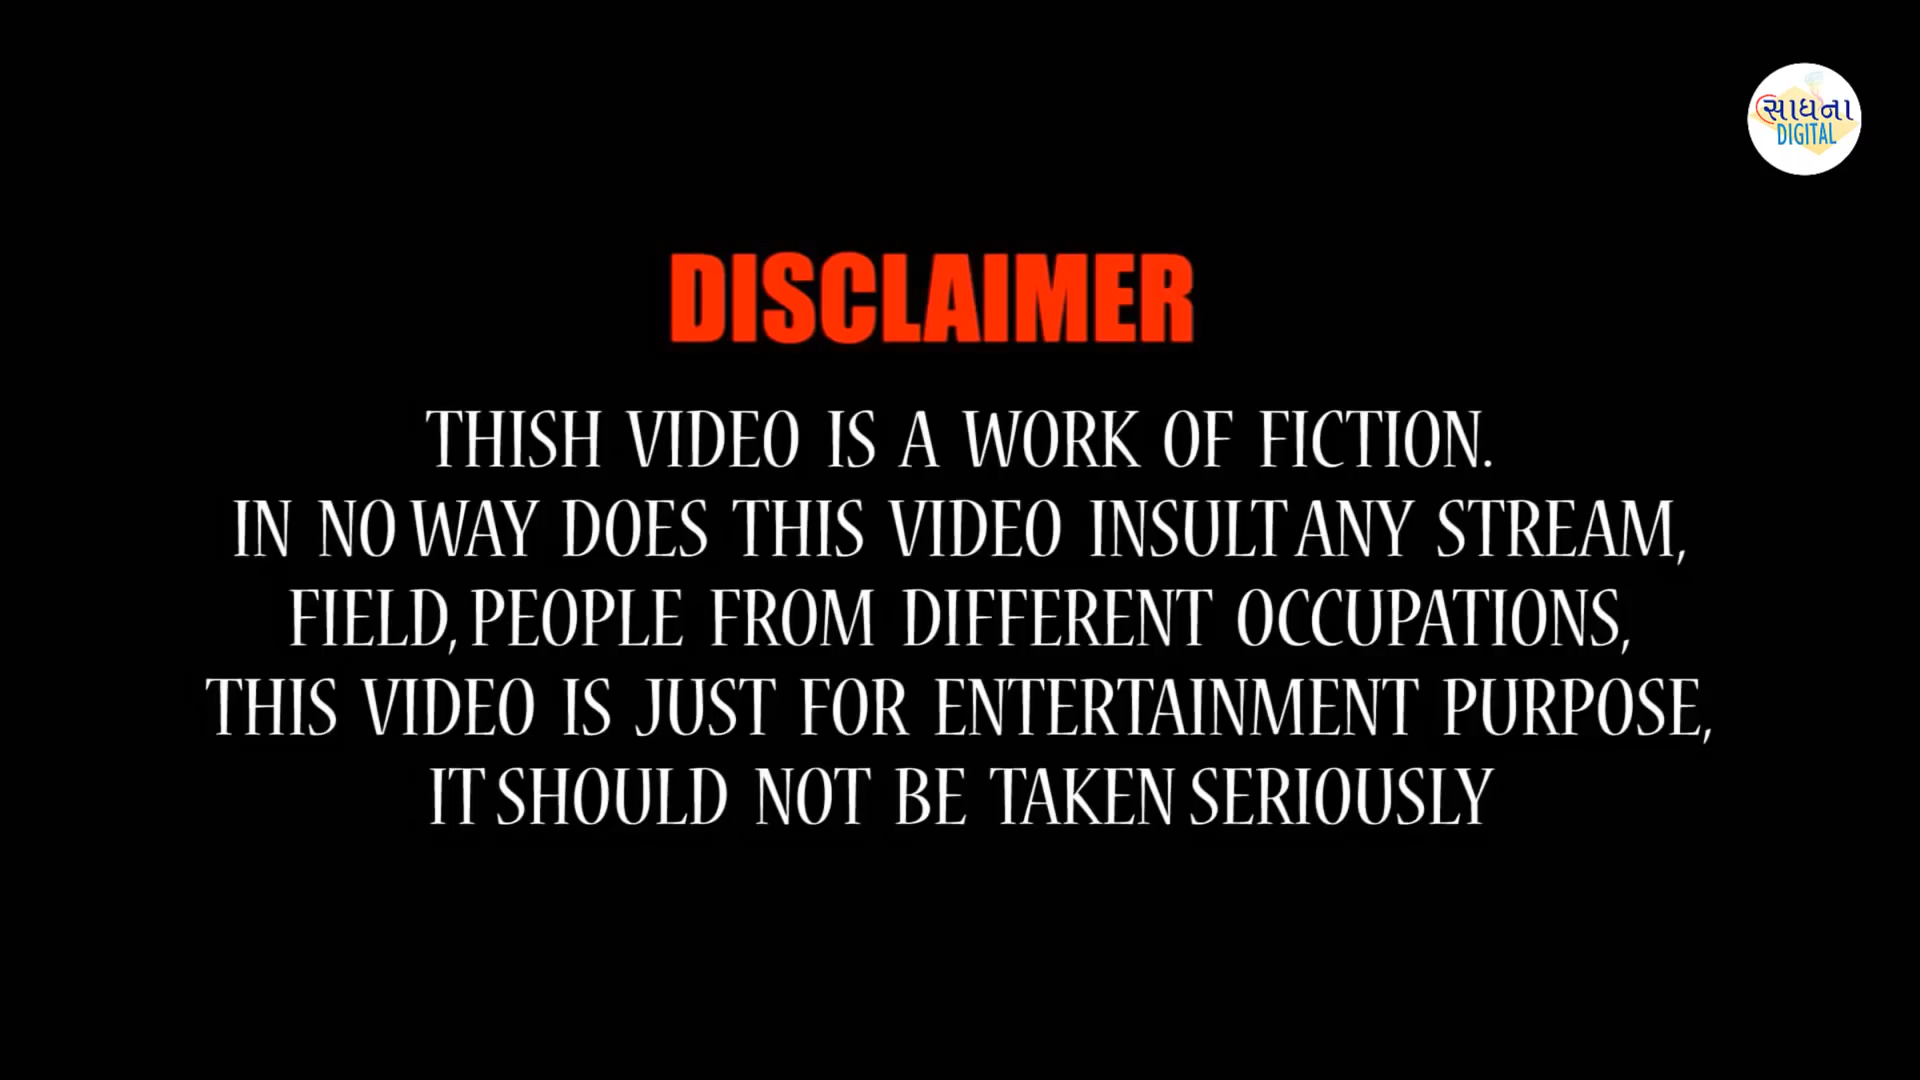 સાધના
DIGITAL
DISCLAIMER
THISH VIDEO IS A WORK OF FICTION.
IN NO WAY DOES THIS VIDEO INSULT ANY STREAM,
FIELD, PEOPLE FROM DIFFERENT OCCUPATIONS,
THIS VIDEO IS JUST FOR ENTERTAINMENT PURPOSE,
IT SHOULD NOT BE TAKEN SERIOUSLY